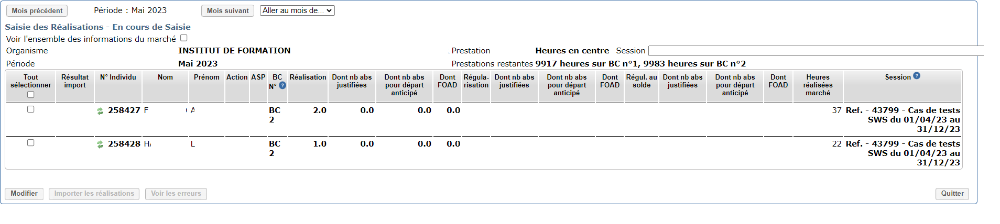 Mois précédent Période : Mai 2023 Mois suivant Aller au mois de...
Saisie des Réalisations - En cours de Saisie
Voir l'ensemble des informations du marché
Organisme INSTITUT DE FORMATION . Prestation Heures en centre Session
Période Mai 2023 Prestations restantes 9917 heures sur BC n°1, 9983 heures sur BC n°2
Tout sélectionner Résultat import N° Individu Nom Prénom Action ASP BC N° ? Réalisation Dont nb abs justifiées Dont nb abs pour départ anticipé Dont FOAD Régula-risation Dont nb abs justifiées Dont nb abs pour départ anticipé Dont FOAD Régul. au solde Dont nb abs justifiées Dont nb abs pour départ anticipé Dont FOAD Heures réalisées marché Session ?
258427 F A BC 2 2.0 0.0 0.0 0.0 37 Ref. - 43799 - Cas de tests
SWS du 01/04/23 au
31/12/23
258428 H L BC 2 1.0 0.0 0.0 0.0 22 Ref. - 43799 - Cas de tests
SWS du 01/04/23 au
31/12/23
Modifier Importer les réalisations Voir les erreurs Quitter